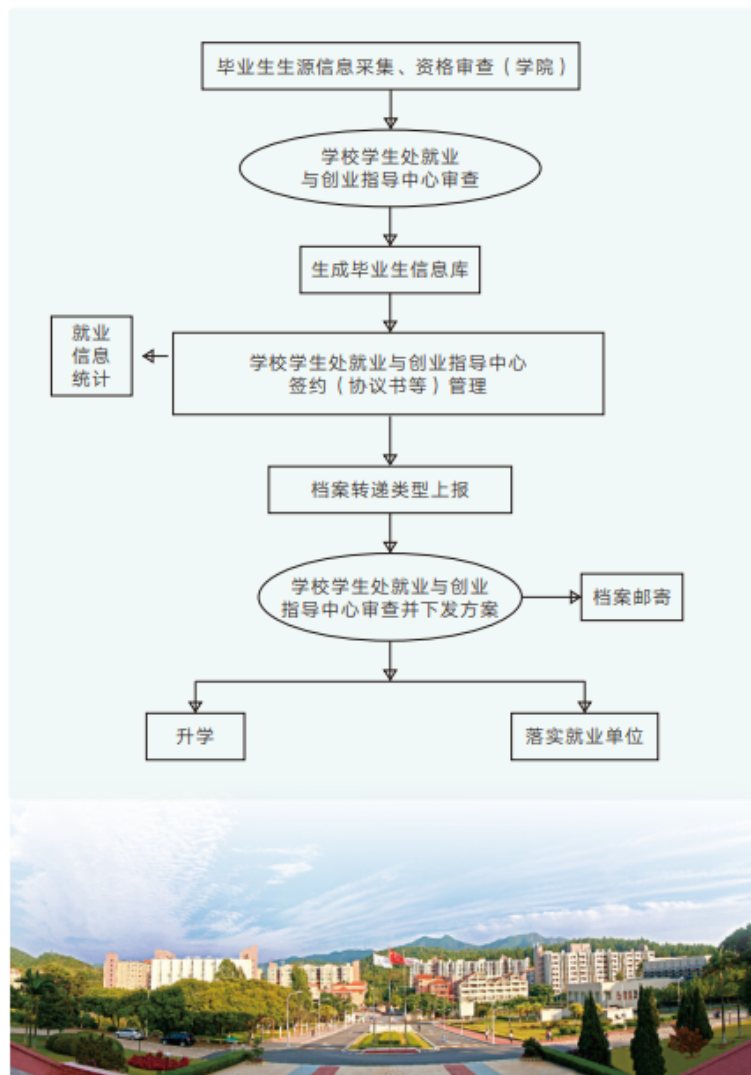 毕业生生源信息采集、资格审查（学院）
学校学生处就业
与创业指导中心审查
生成毕业生信息库
就业
信息
统计
学校学生处就业与创业指导中心
签约（协议书等）管理
档案转递类型上报
学校学生处就业与创业
指导中心审查并下发方案
档案邮寄
升学
落实就业单位